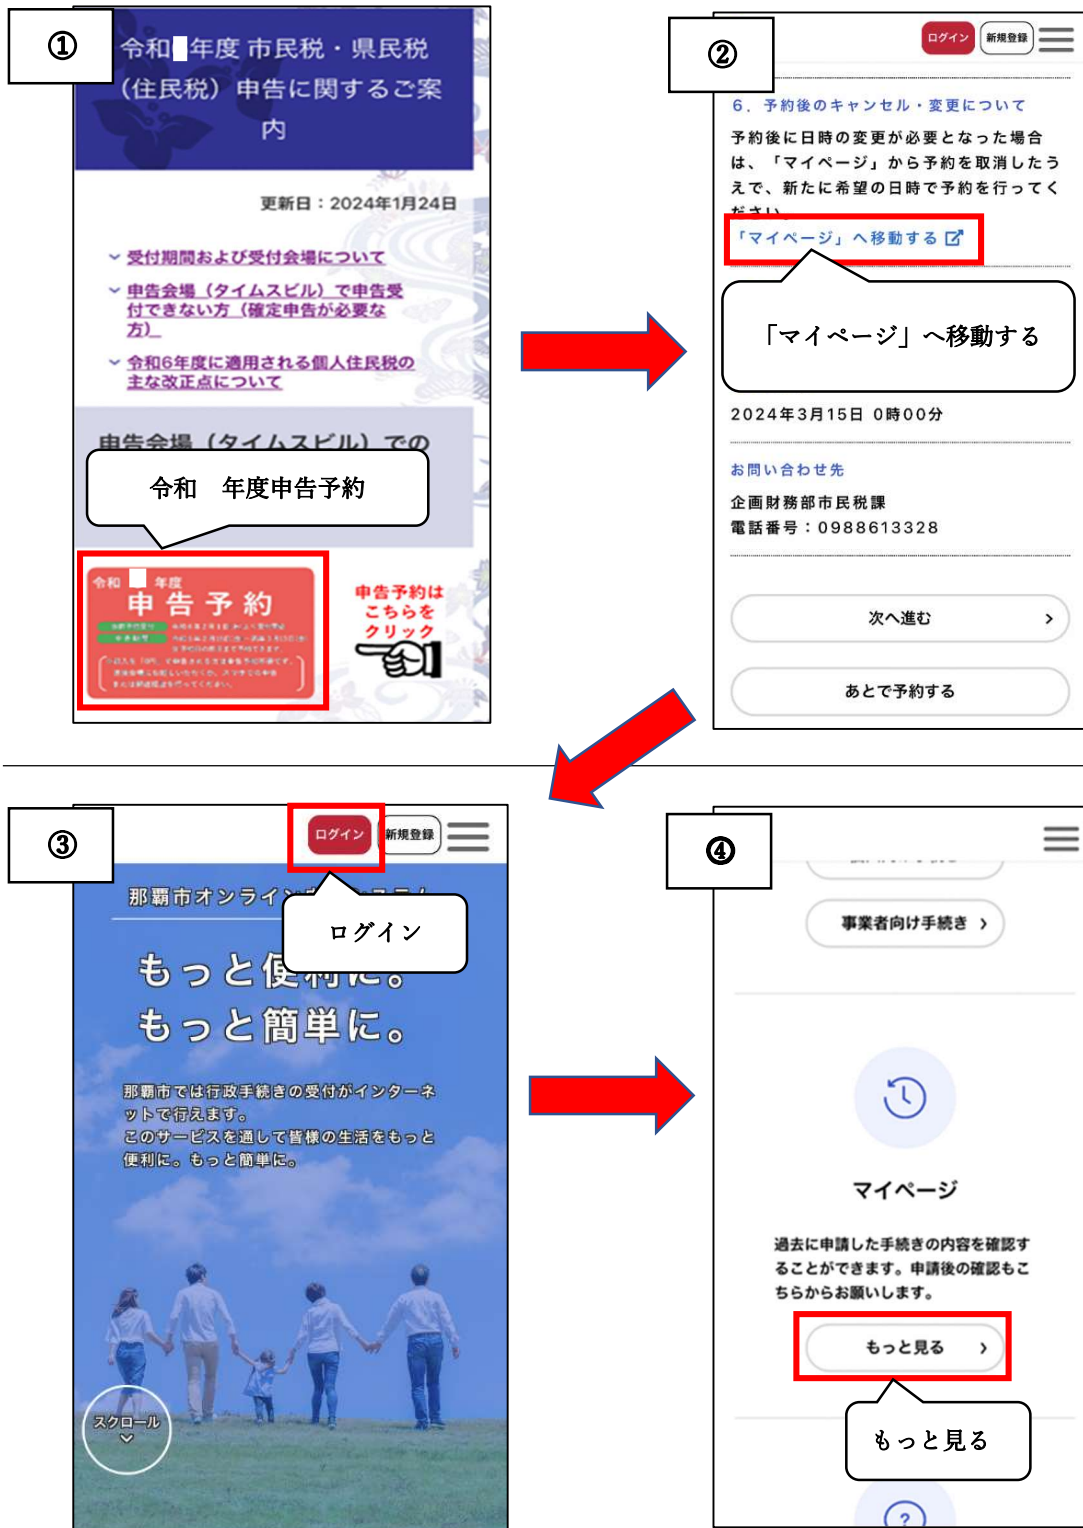 ①
令和 年度 市民税・県民税
（住民税）申告に関するご案
内
更新日：2024年1月24日
受付期間および受付会場について
申告会場（タイムスビル）で申告受
付できない方（確定申告が必要な
方）
令和6年度に適用される個人住民税の
主な改正点について
申告会場（タイムスビル）での
令和　年度申告予約
令和 年度
申告予約
申告予約は
こちらを
クリック
②
ログイン
新規登録
6．予約後のキャンセル・変更について
予約後に日時の変更が必要となった場合
は、「マイページ」から予約を取消したう
えで、新たに希望の日時で予約を行ってく
ださい。
「マイページ」へ移動する
「マイページ」へ移動する
2024年3月15日 0時00分
お問い合わせ先
企画財務部市民税課
電話番号：0988613328
次へ進む
あとで予約する
③
ログイン
新規登録
那覇市オンライン
ログイン
もっと便利に。
もっと簡単に。
那覇市では行政手続きの受付がインターネ
ットで行えます。
このサービスを通して皆様の生活をもっと
便利に。もっと簡単に。
スクロール
④
事業者向け手続き
マイページ
過去に申請した手続きの内容を確認す
ることができます。申請後の確認もこ
ちらからお願いします。
もっと見る
もっと見る
?